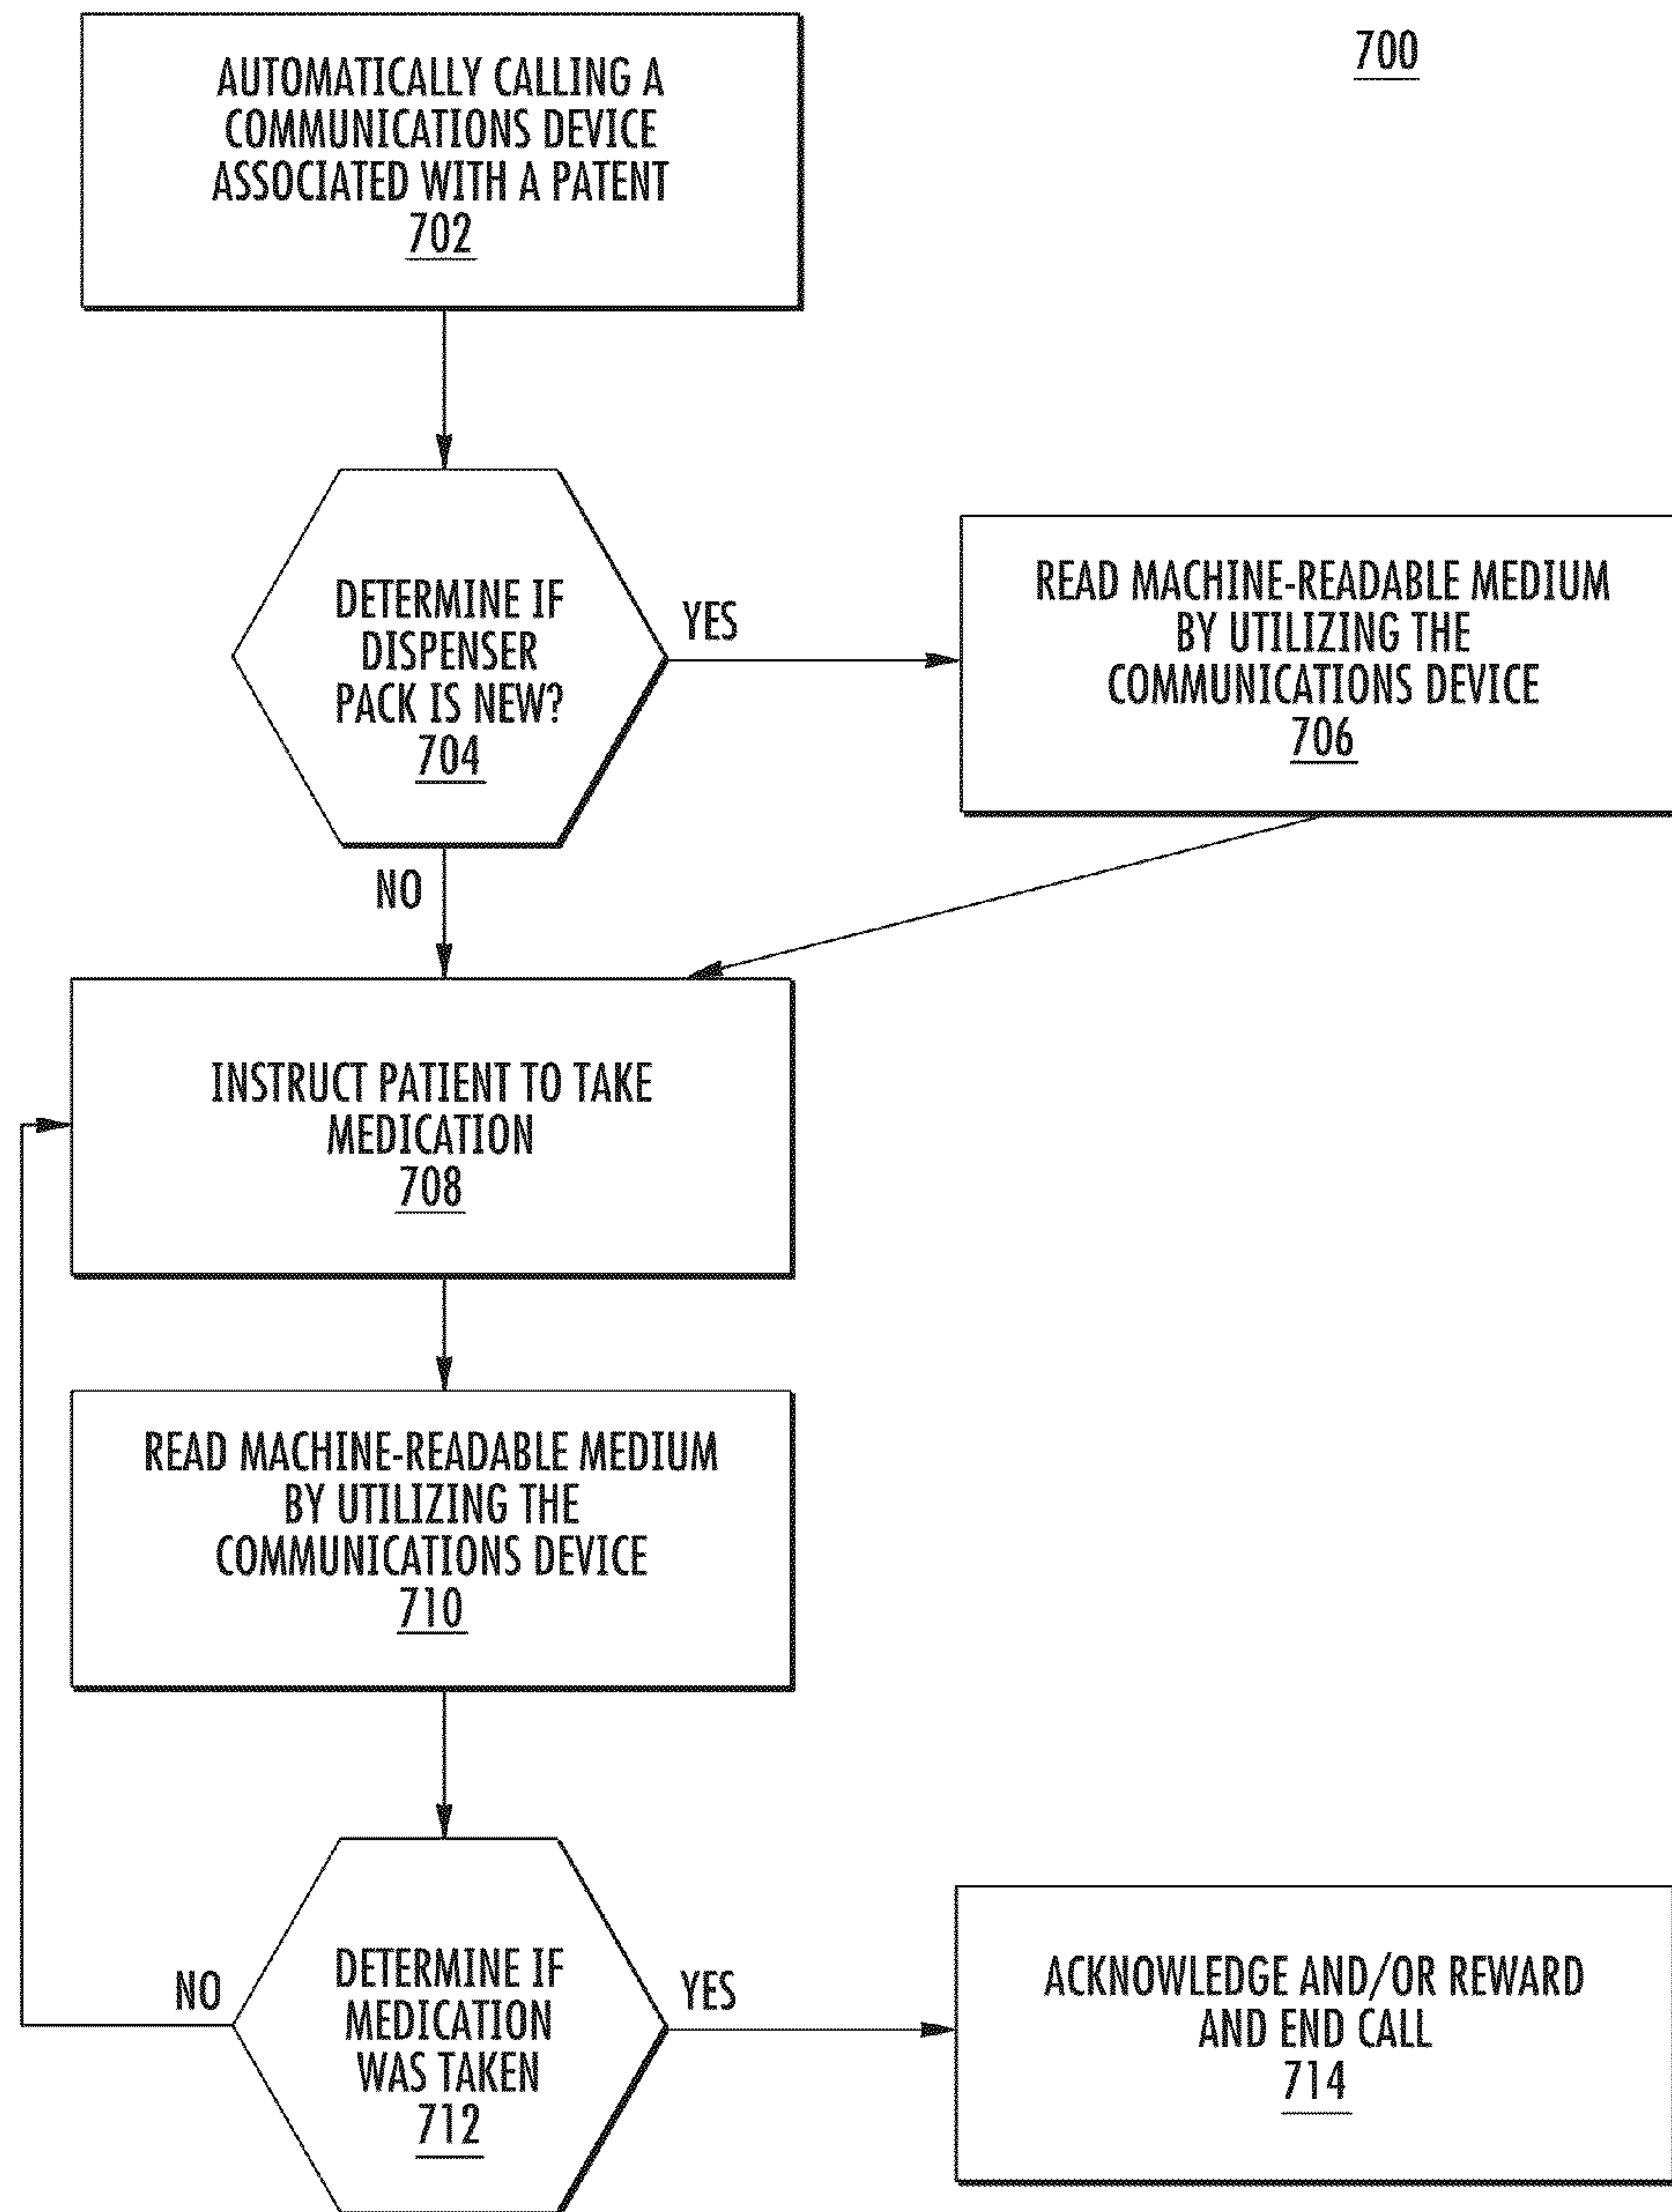 700
AUTOMATICALLY CALLING A
COMMUNICATIONS DEVICE
ASSOCIATED WITH A PATENT
702
DETERMINE IF
DISPENSER
PACK IS NEW?
704
YES
READ MACHINE-READABLE MEDIUM
BY UTILIZING THE
COMMUNICATIONS DEVICE
706
NO
INSTRUCT PATIENT TO TAKE
MEDICATION
708
READ MACHINE-READABLE MEDIUM
BY UTILIZING THE
COMMUNICATIONS DEVICE
710
NO
DETERMINE IF
MEDICATION
WAS TAKEN
712
YES
ACKNOWLEDGE AND/OR REWARD
AND END CALL
714